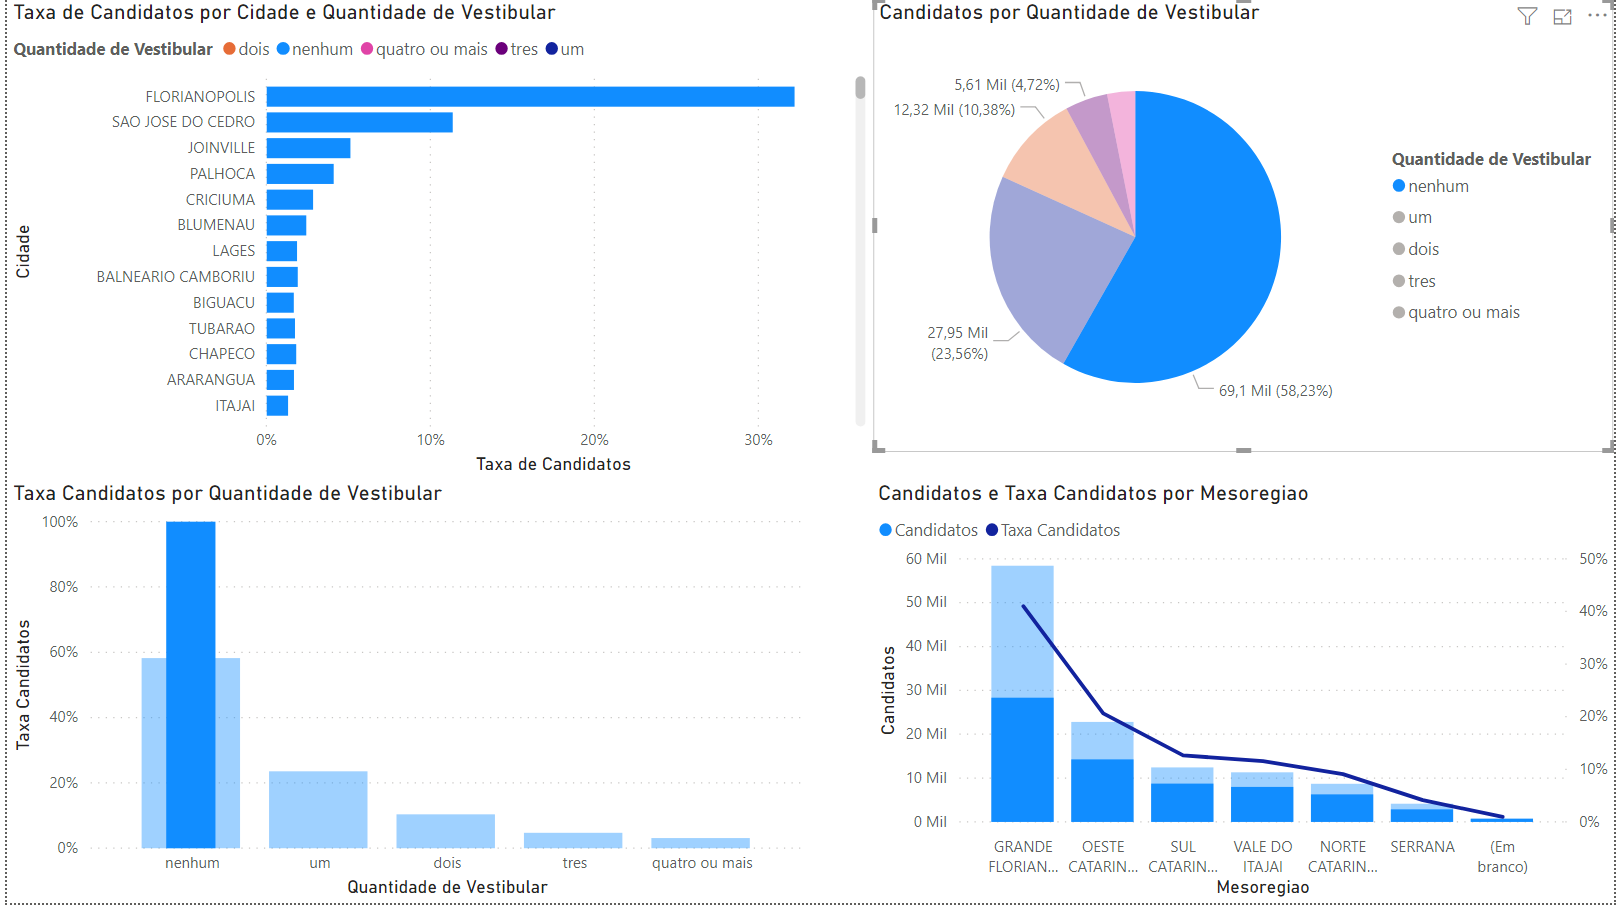 Taxa de Candidatos por Cidade e Quantidade de Vestibular
Quantidade de Vestibular dois nenhum quatro ou mais tres um
Cidade
FLORIANOPOLIS
SAO JOSE DO CEDRO
JOINVILLE
PALHOCA
CRICIUMA
BLUMENAU
LAGES
BALNEARIO CAMBORIU
BIGUACU
TUBARAO
CHAPECO
ARARANGUA
ITAJAI
0% 10% 20% 30%
Taxa de Candidatos
Candidatos por Quantidade de Vestibular
5,61 Mil (4,72%)
12,32 Mil (10,38%)
27,95 Mil
(23,56%)
69,1 Mil (58,23%)
Quantidade de Vestibular
nenhum
um
dois
tres
quatro ou mais
Taxa Candidatos por Quantidade de Vestibular
Taxa Candidatos
100%
80%
60%
40%
20%
0%
nenhum um dois tres quatro ou mais
Quantidade de Vestibular
Candidatos e Taxa Candidatos por Mesoregiao
Candidatos Taxa Candidatos
Candidatos
60 Mil
50 Mil
40 Mil
30 Mil
20 Mil
10 Mil
0 Mil
50%
40%
30%
20%
10%
0%
GRANDE
FLORIAN...
OESTE
CATARIN...
SUL
CATARIN...
VALE DO
ITAJAI
NORTE
CATARIN...
SERRANA
(Em
branco)
Mesoregiao